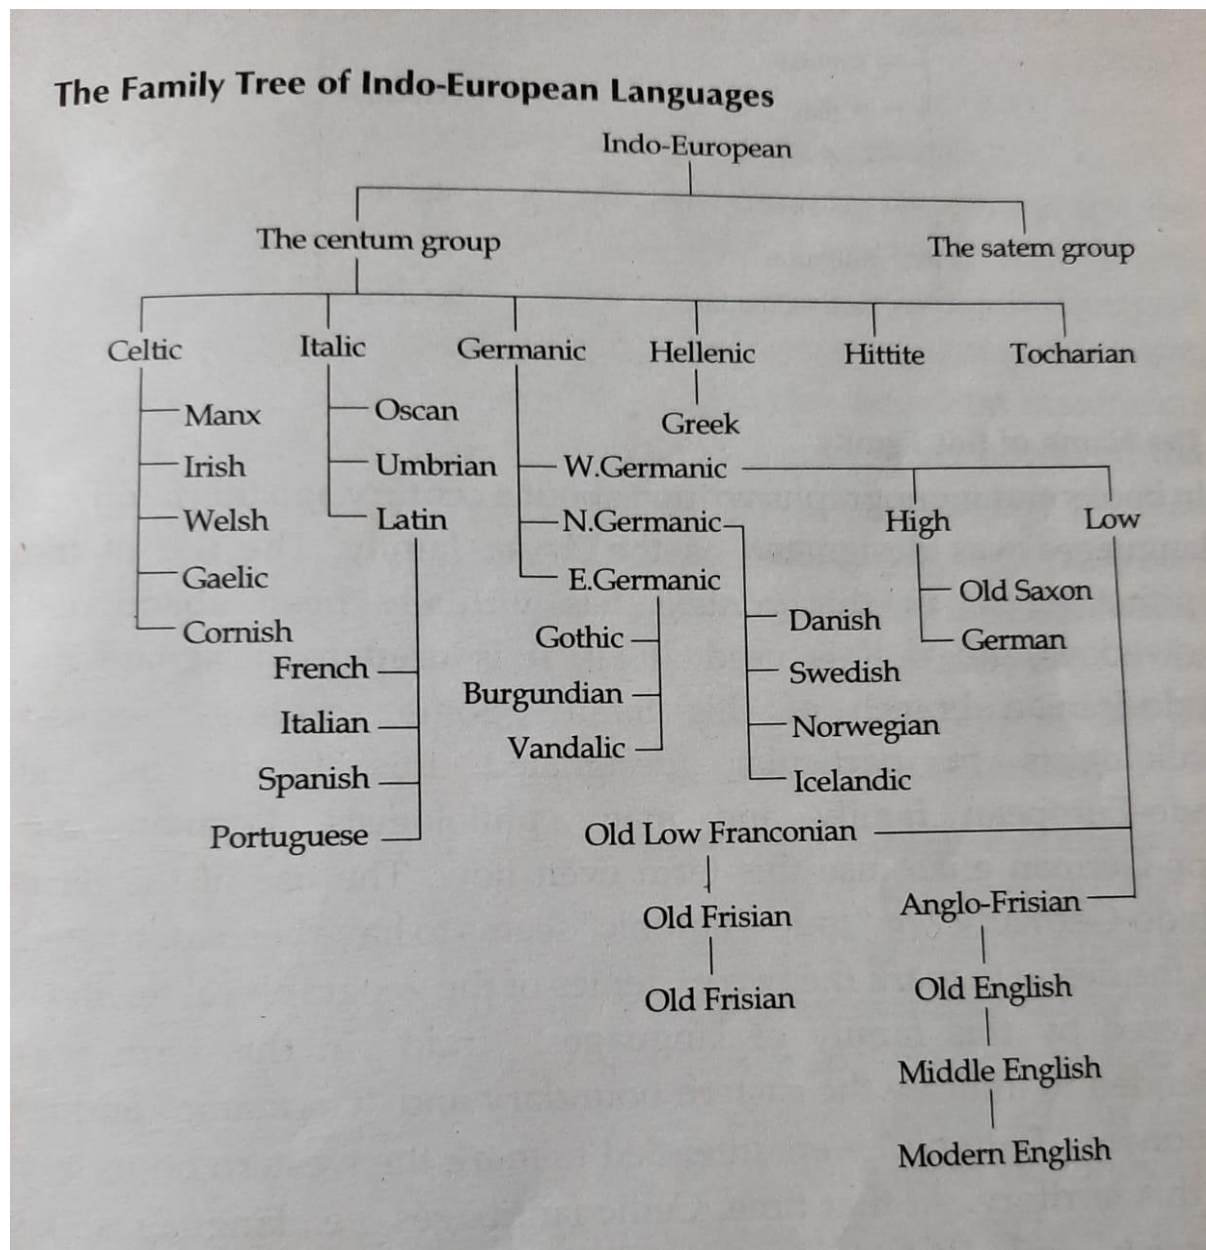 The Family Tree of Indo-European Languages
Indo-European
The centum group
The satem group
Celtic
Italic
Germanic
Hellenic
Hittite
Tocharian
Manx
Irish
Welsh
Gaelic
Cornish
Oscan
Umbrian
Latin
French
Italian
Spanish
Portuguese
W.Germanic
N.Germanic
E.Germanic
Gothic
Burgundian
Vandalic
Greek
Danish
Swedish
Norwegian
Icelandic
High
Low
Old Saxon
German
Old Low Franconian
Old Frisian
Old Frisian
Anglo-Frisian
Old English
Middle English
Modern English